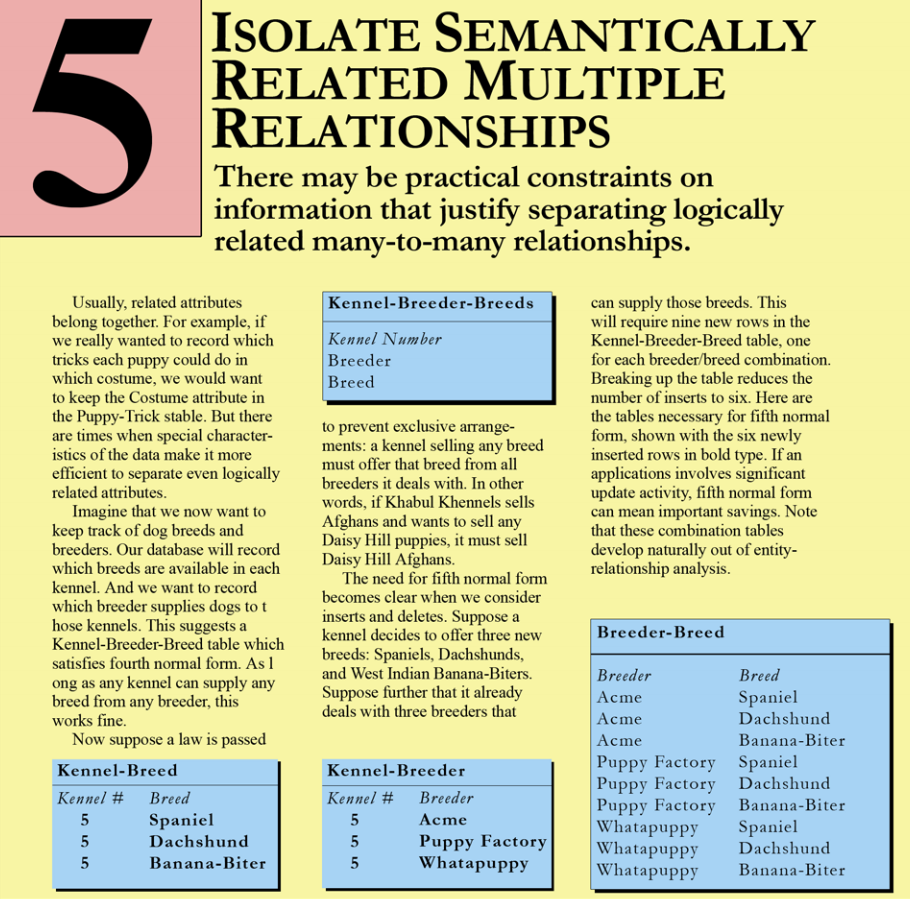 5
ISOLATE SEMANTICALLY
RELATED MULTIPLE
RELATIONSHIPS
There may be practical constraints on
information that justify separating logically
related many-to-many relationships.
Usually, related attributes
belong together. For example, if
we really wanted to record which
tricks each puppy could do in
which costume, we would want
to keep the Costume attribute in
the Puppy-Trick stable. But there
are times when special character-
istics of the data make it more
efficient to separate even logically
related attributes.
Imagine that we now want to
keep track of dog breeds and
breeders. Our database will record
which breeds are available in each
kennel. And we want to record
which breeder supplies dogs to t
hose kennels. This suggests a
Kennel-Breeder-Breed table which
satisfies fourth normal form. As l
ong as any kennel can supply any
breed from any breeder, this
works fine.
Now suppose a law is passed
Kennel-Breed
Kennel # Breed
5 Spaniel
5 Dachshund
5 Banana-Biter
Kennel-Breeder-Breeds
Kennel Number
Breeder
Breed
to prevent exclusive arrange-
ments: a kennel selling any breed
must offer that breed from all
breeders it deals with. In other
words, if Khabul Khennels sells
Afghans and wants to sell any
Daisy Hill puppies, it must sell
Daisy Hill Afghans.
The need for fifth normal form
becomes clear when we consider
inserts and deletes. Suppose a
kennel decides to offer three new
breeds: Spaniels, Dachshunds,
and West Indian Banana-Biters.
Suppose further that it already
deals with three breeders that
Kennel-Breeder
Kennel # Breeder
5 Acme
5 Puppy Factory
5 Whatapuppy
can supply those breeds. This
will require nine new rows in the
Kennel-Breeder-Breed table, one
for each breeder/breed combination.
Breaking up the table reduces the
number of inserts to six. Here are
the tables necessary for fifth normal
form, shown with the six newly
inserted rows in bold type. If an
applications involves significant
update activity, fifth normal form
can mean important savings. Note
that these combination tables
develop naturally out of entity-
relationship analysis.
Breeder-Breed
Breeder Breed
Acme Spaniel
Acme Dachshund
Acme Banana-Biter
Puppy Factory Spaniel
Puppy Factory Dachshund
Puppy Factory Banana-Biter
Whatapuppy Spaniel
Whatapuppy Dachshund
Whatapuppy Banana-Biter